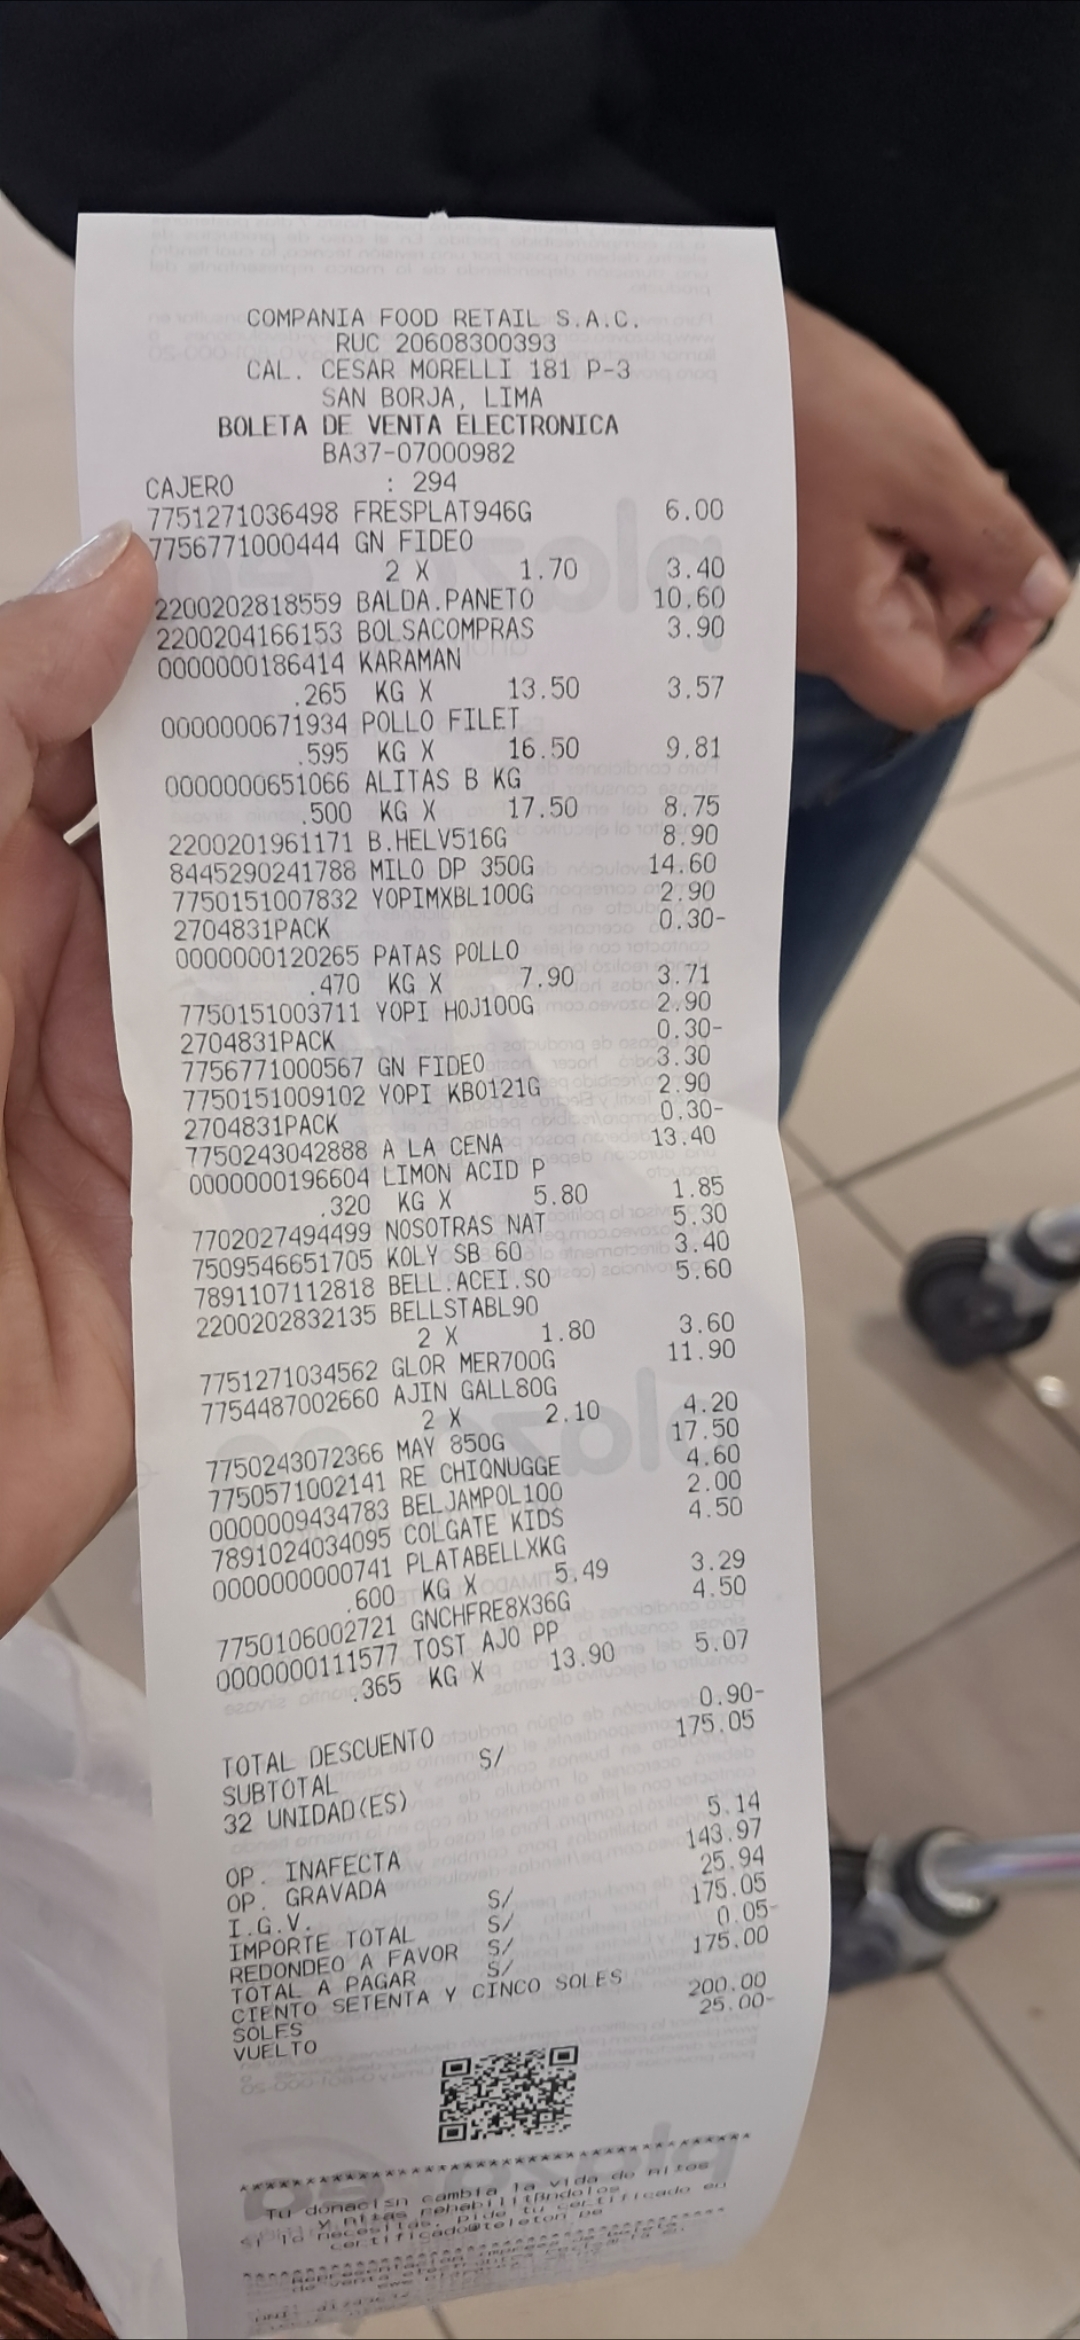 COMPANIA FOOD RETAIL S.A.C.
RUC 20608300393
CAL. CESAR MORELLI 181 P-3
SAN BORJA, LIMA
BOLETA DE VENTA ELECTRONICA
BA37-07000982
CAJERO : 294
7751271036498 FRESPLAT946G 6.00
7756771000444 GN FIDEO
2 X 1.70 3.40
2200202818559 BALDA.PANETO 10.60
2200204166153 BOLSACOMPRAS 3.90
0000000186414 KARAMAN
.265 KG X 13.50 3.57
0000000671934 POLLO FILET
.595 KG X 16.50 9.81
0000000651066 ALITAS B KG
.500 KG X 17.50 8.75
2200201961171 B.HELV516G 8.90
8445290241788 MILO DP 350G 14.60
7750151007832 YOPIMXBL100G 2.90
2704831PACK 0.30-
0000000120265 PATAS POLLO
.470 KG X 7.90 3.71
7750151003711 YOPI HOJ100G 2.90
2704831PACK 0.30-
7756771000567 GN FIDEO 3.30
7750151009102 YOPI KBO121G 2.90
2704831PACK 0.30-
7750243042888 A LA CENA 13.40
0000000196604 LIMON ACID P
.320 KG X 5.80 1.85
7702027494499 NOSOTRAS NAT 5.30
7509546651705 KOLY SB 60 3.40
7891107112818 BELL.ACEI.SO 5.60
2200202832135 BELLSTABL90
2 X 1.80 3.60
7751271034562 GLOR MER700G 11.90
7754487002660 AJIN GALL80G
2 X 2.10 4.20
7750243072366 MAY 850G 17.50
7750571002141 RE CHIQNUGGE 4.60
0000009434783 BELJAMPOL100 2.00
7891024034095 COLGATE KIDS 4.50
0000000000741 PLATABELLXKG
.600 KG X 5.49 3.29
7750106002721 GNCHFRE8X36G 4.50
0000000111577 TOST AJO PP
.365 KG X 13.90 5.07
TOTAL DESCUENTO 0.90-
SUBTOTAL S/ 175.05
32 UNIDAD(ES)
OP. INAFECTA 5.14
OP. GRAVADA 143.97
I.G.V. S/ 25.94
IMPORTE TOTAL S/ 175.05
REDONDEO A FAVOR S/ 0.05-
TOTAL A PAGAR S/ 175.00
CIENTO SETENTA Y CINCO SOLES
SOLES 200.00
VUELTO 25.00-
Tu donación cambia la vida de
y
si lo necesitas, pide tu certificado en
certificado@teleton.pe